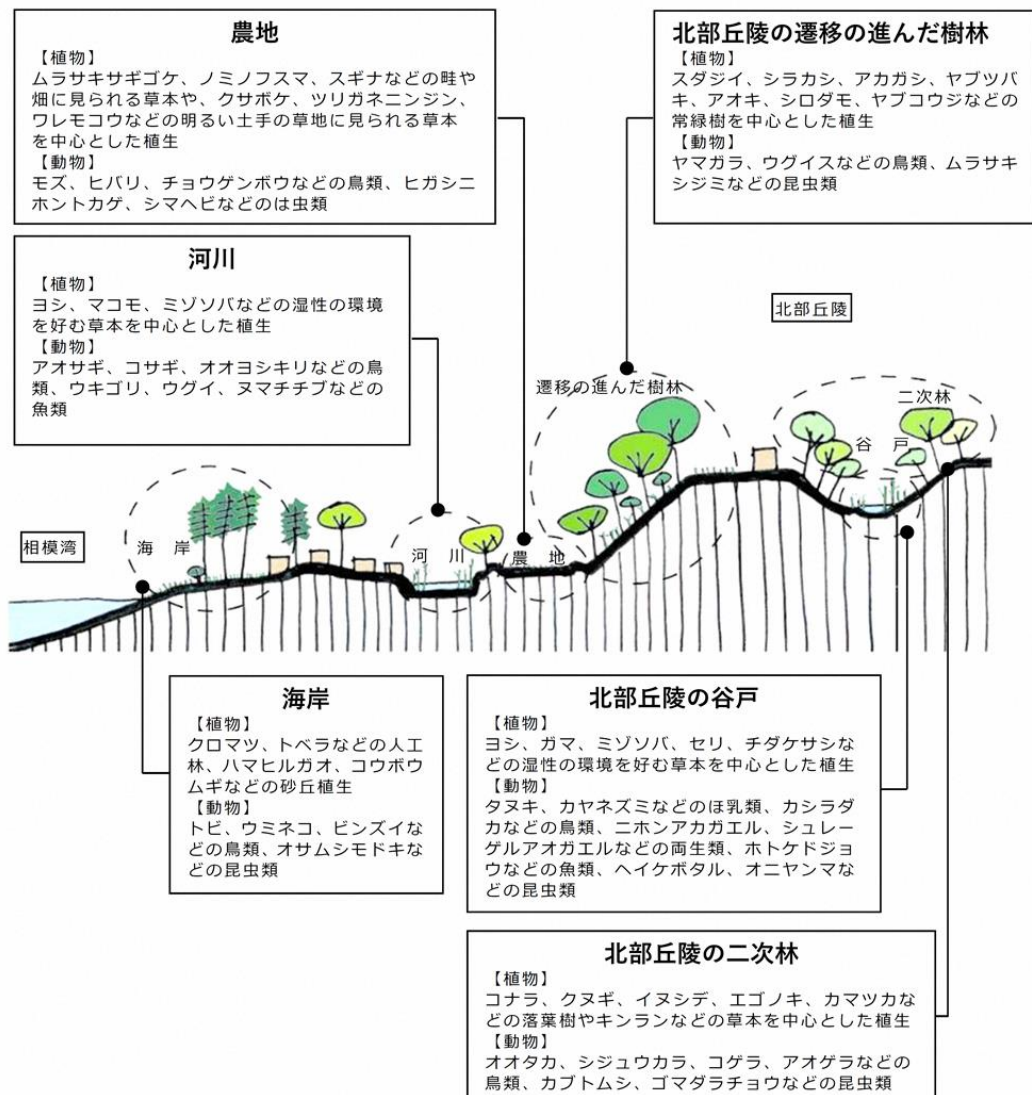 農地
【植物】
ムラサキサギゴケ、ノミノフスマ、スギナなどの畦や
畑に見られる草本や、クサボケ、ツリガネニンジン、
ワレモコウなどの明るい土手の草地に見られる草本
を中心とした植生
【動物】
モズ、ヒバリ、チョウゲンボウなどの鳥類、ヒガシニ
ホントカゲ、シマヘビなどのは虫類
北部丘陵の遷移の進んだ樹林
【植物】
スダジイ、シラカシ、アカガシ、ヤブツバ
キ、アオキ、シロダモ、ヤブコウジなどの
常緑樹を中心とした植生
【動物】
ヤマガラ、ウグイスなどの鳥類、ムラサキ
シジミなどの昆虫類
河川
【植物】
ヨシ、マコモ、ミゾソバなどの湿性の環境
を好む草本を中心とした植生
【動物】
アオサギ、コサギ、オオヨシキリなどの鳥
類、ウキゴリ、ウグイ、ヌマチチブなどの
魚類
北部丘陵
遷移の進んだ樹林
二次林
谷戸
相模湾
海岸
河川
農地
海岸
【植物】
クロマツ、トベラなどの人工
林、ハマヒルガオ、コウボウ
ムギなどの砂丘植生
【動物】
トビ、ウミネコ、ビンズイな
どの鳥類、オサムシモドキな
どの昆虫類
北部丘陵の谷戸
【植物】
ヨシ、ガマ、ミゾソバ、セリ、チダケサシな
どの湿性の環境を好む草本を中心とした植生
【動物】
タヌキ、カヤネズミなどのほ乳類、カシラダ
カなどの鳥類、ニホンアカガエル、シュレー
ゲルアオガエルなどの両生類、ホトケドジョ
ウなどの魚類、ヘイケボタル、オニヤンマな
どの昆虫類
北部丘陵の二次林
【植物】
コナラ、クヌギ、イヌシデ、エゴノキ、カマツカな
どの落葉樹やキンランなどの草本を中心とした植生
【動物】
オオタカ、シジュウカラ、コゲラ、アオゲラなどの
鳥類、カブトムシ、ゴマダラチョウなどの昆虫類